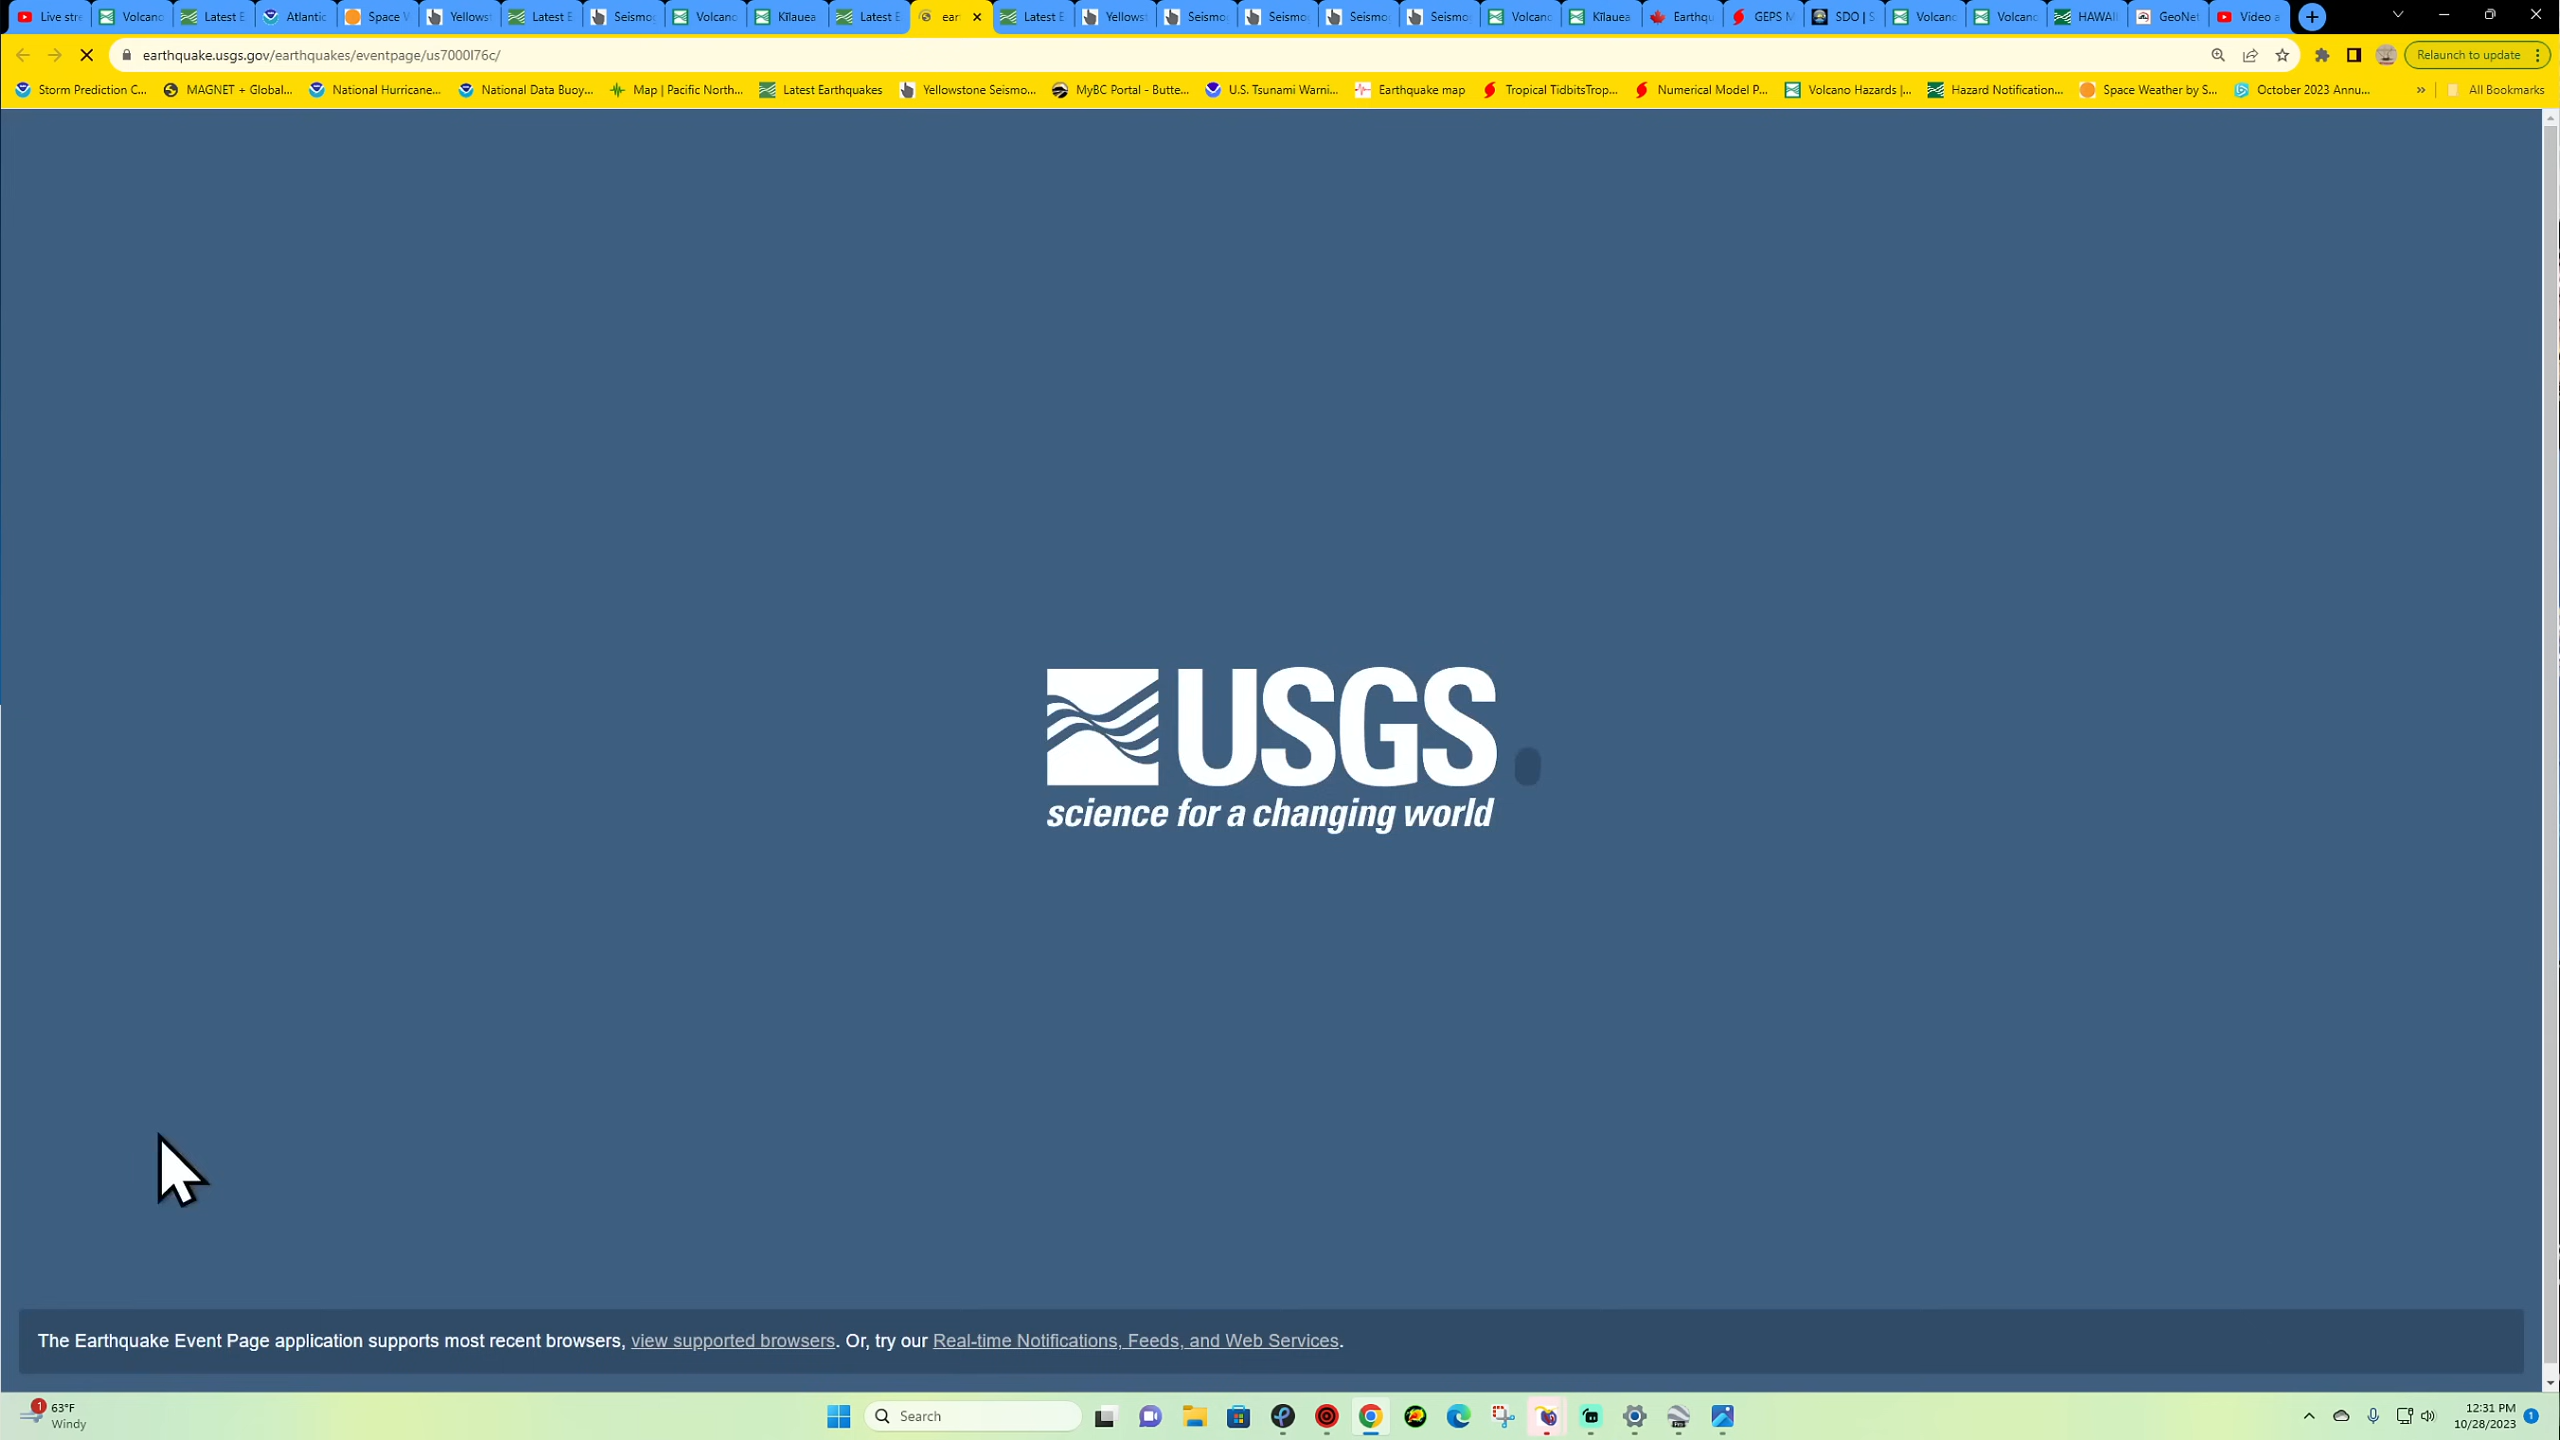 Live stre
Volcano
Latest E
Atlantic
Space W
Yellows
Latest E
Seismo
Volcano
Kīlauea
Latest E
ear
Latest E
Yellows
Seismo
Seismo
Seismo
Seismo
Volcano
Kīlauea
Earthqu
GEPS M
SDO | S
Volcano
Volcano
HAWAII
GeoNet
Video a
earthquake.usgs.gov/earthquakes/eventpage/us7000l76c/
Relaunch to update
Storm Prediction C...
MAGNET + Global...
National Hurricane...
National Data Buoy...
Map | Pacific North...
Latest Earthquakes
Yellowstone Seismo...
MyBC Portal - Butte...
U.S. Tsunami Warni...
Earthquake map
Tropical TidbitsTrop...
Numerical Model P...
Volcano Hazards |...
Hazard Notification...
Space Weather by S...
October 2023 Annu...
»
All Bookmarks
USGS
science for a changing world
The Earthquake Event Page application supports most recent browsers, view supported browsers. Or, try our Real-time Notifications, Feeds, and Web Services.
1
63°F
Windy
Search
12:31 PM
10/28/2023
1